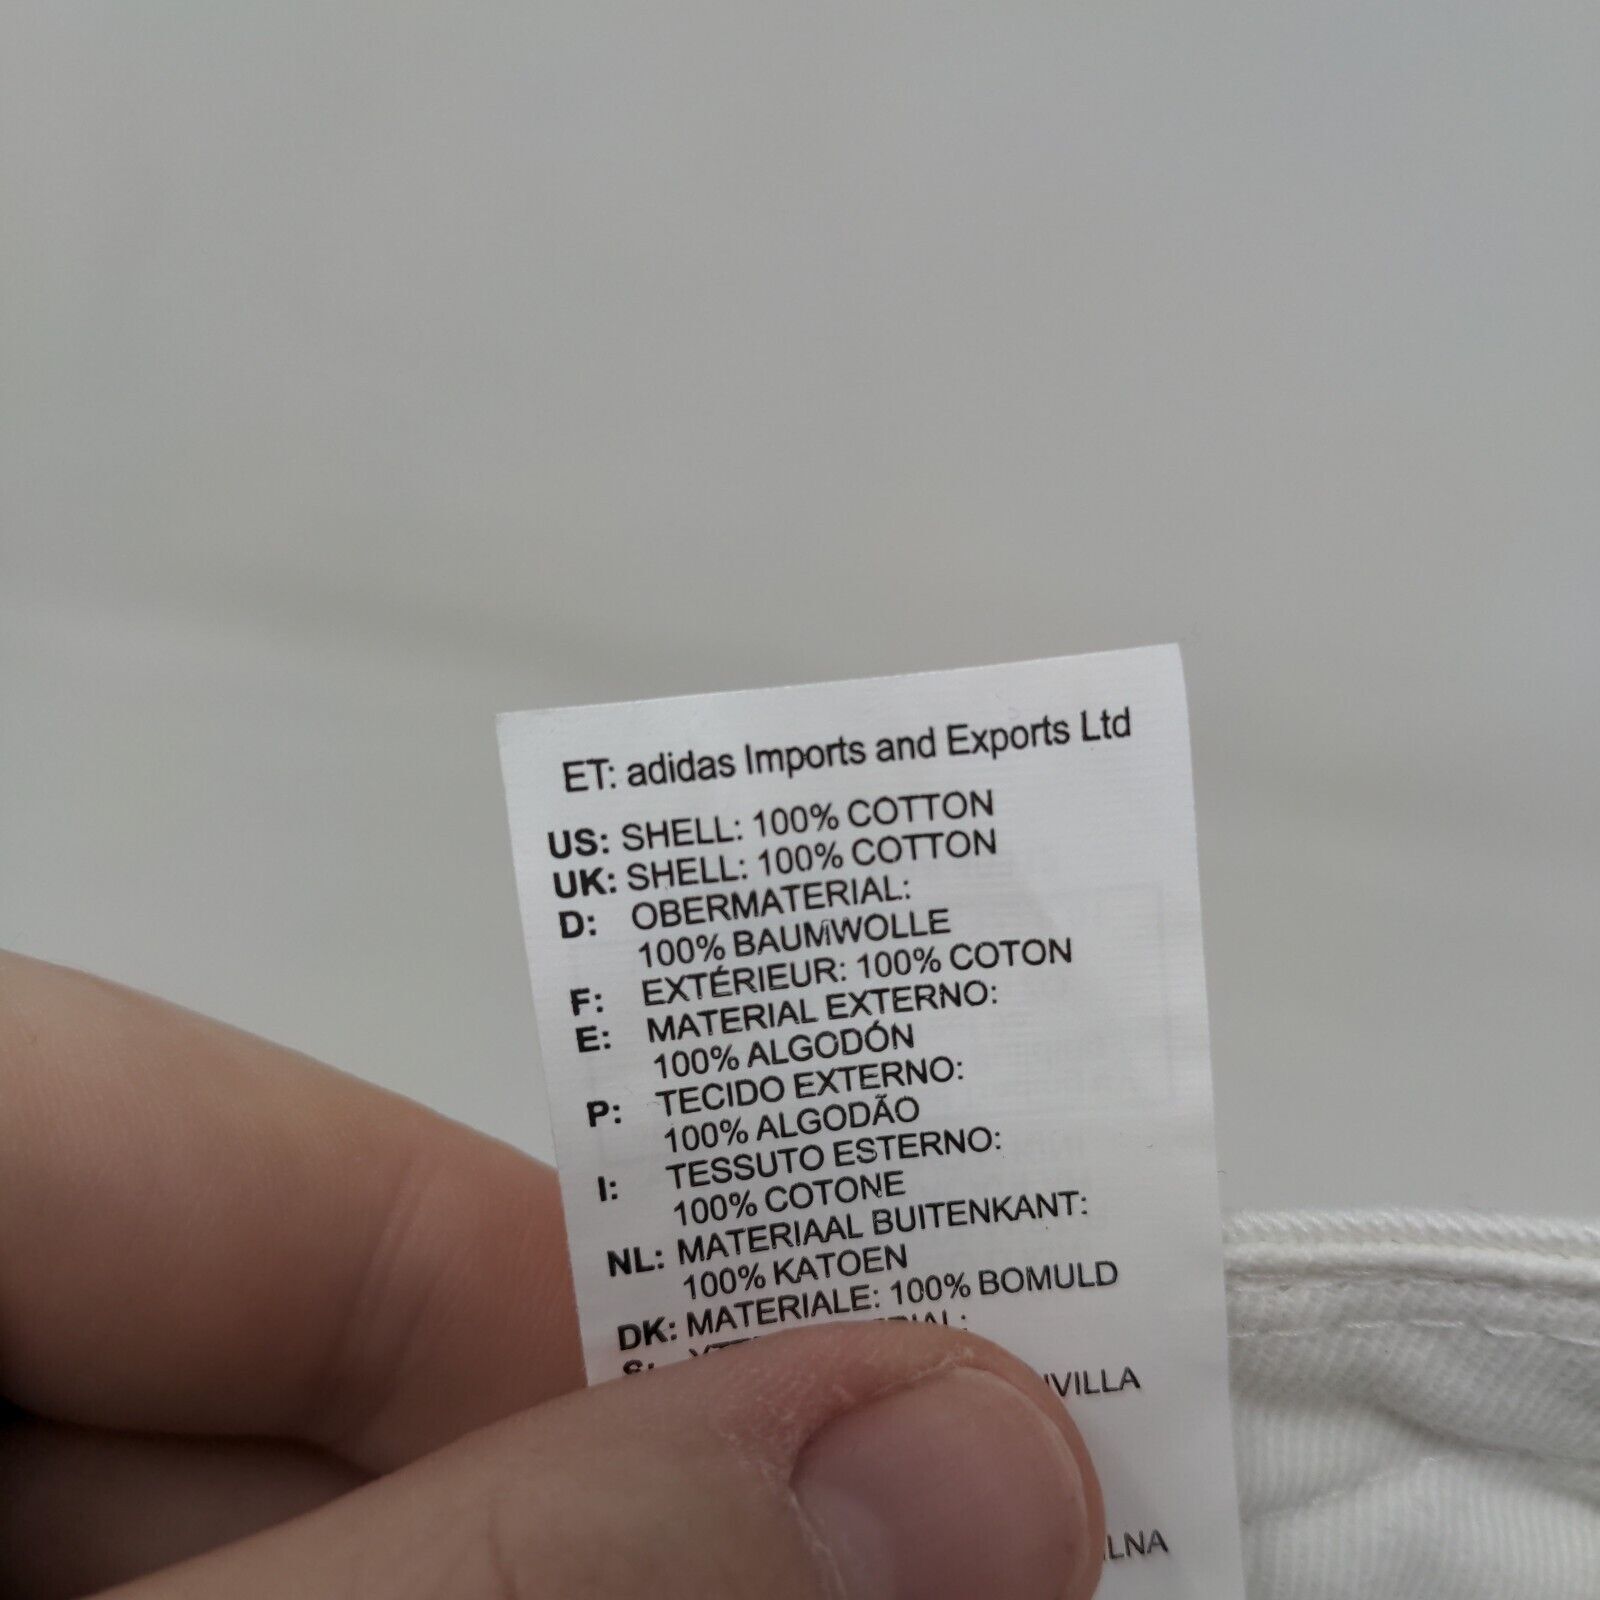 ET: adidas Imports and Exports Ltd
US: SHELL: 100% COTTON
UK: SHELL: 100% COTTON
D: OBERMATERIAL:
100% BAUMWOLLE
F: EXTÉRIEUR: 100% COTON
E: MATERIAL EXTERNO:
100% ALGODÓN
P: TECIDO EXTERNO:
100% ALGODÃO
I: TESSUTO ESTERNO:
100% COTONE
NL: MATERIAAL BUITENKANT:
100% KATOEN
DK: MATERIALE: 100% BOMULD
S: